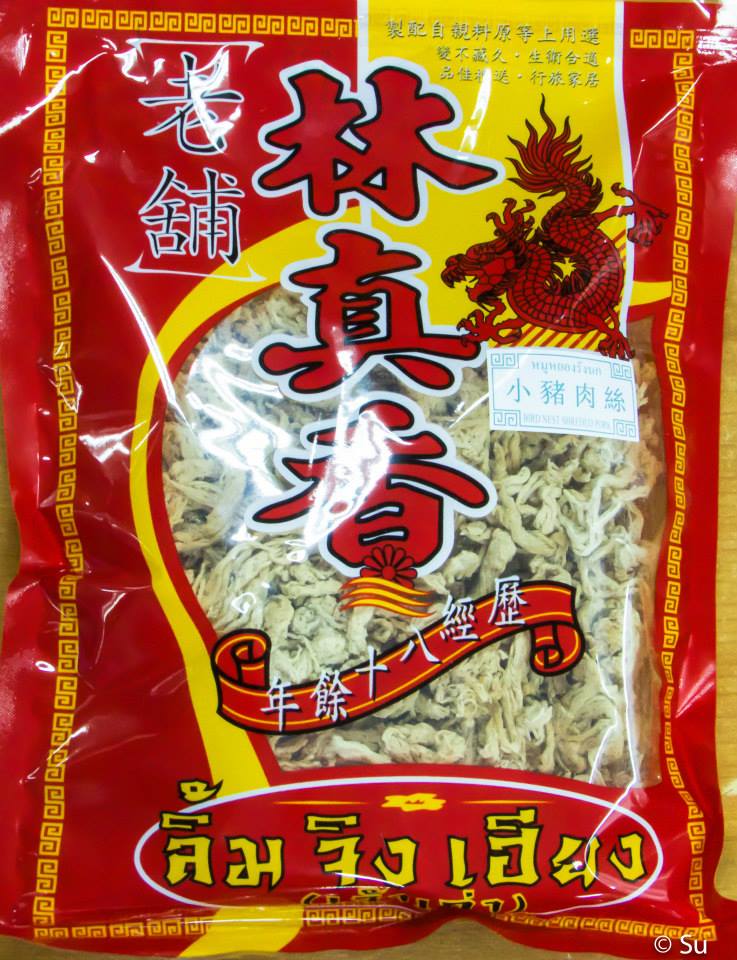 選用上等原料親自配製
適合衛生·久藏不變
居家旅行·送禮佳品
老舖
林真香
หมูหยองรังนก
小豬肉絲
BIRD NEST SHREDDED PORK
歷經八十餘年
ลิ้ม จิง เฮียง
© Su